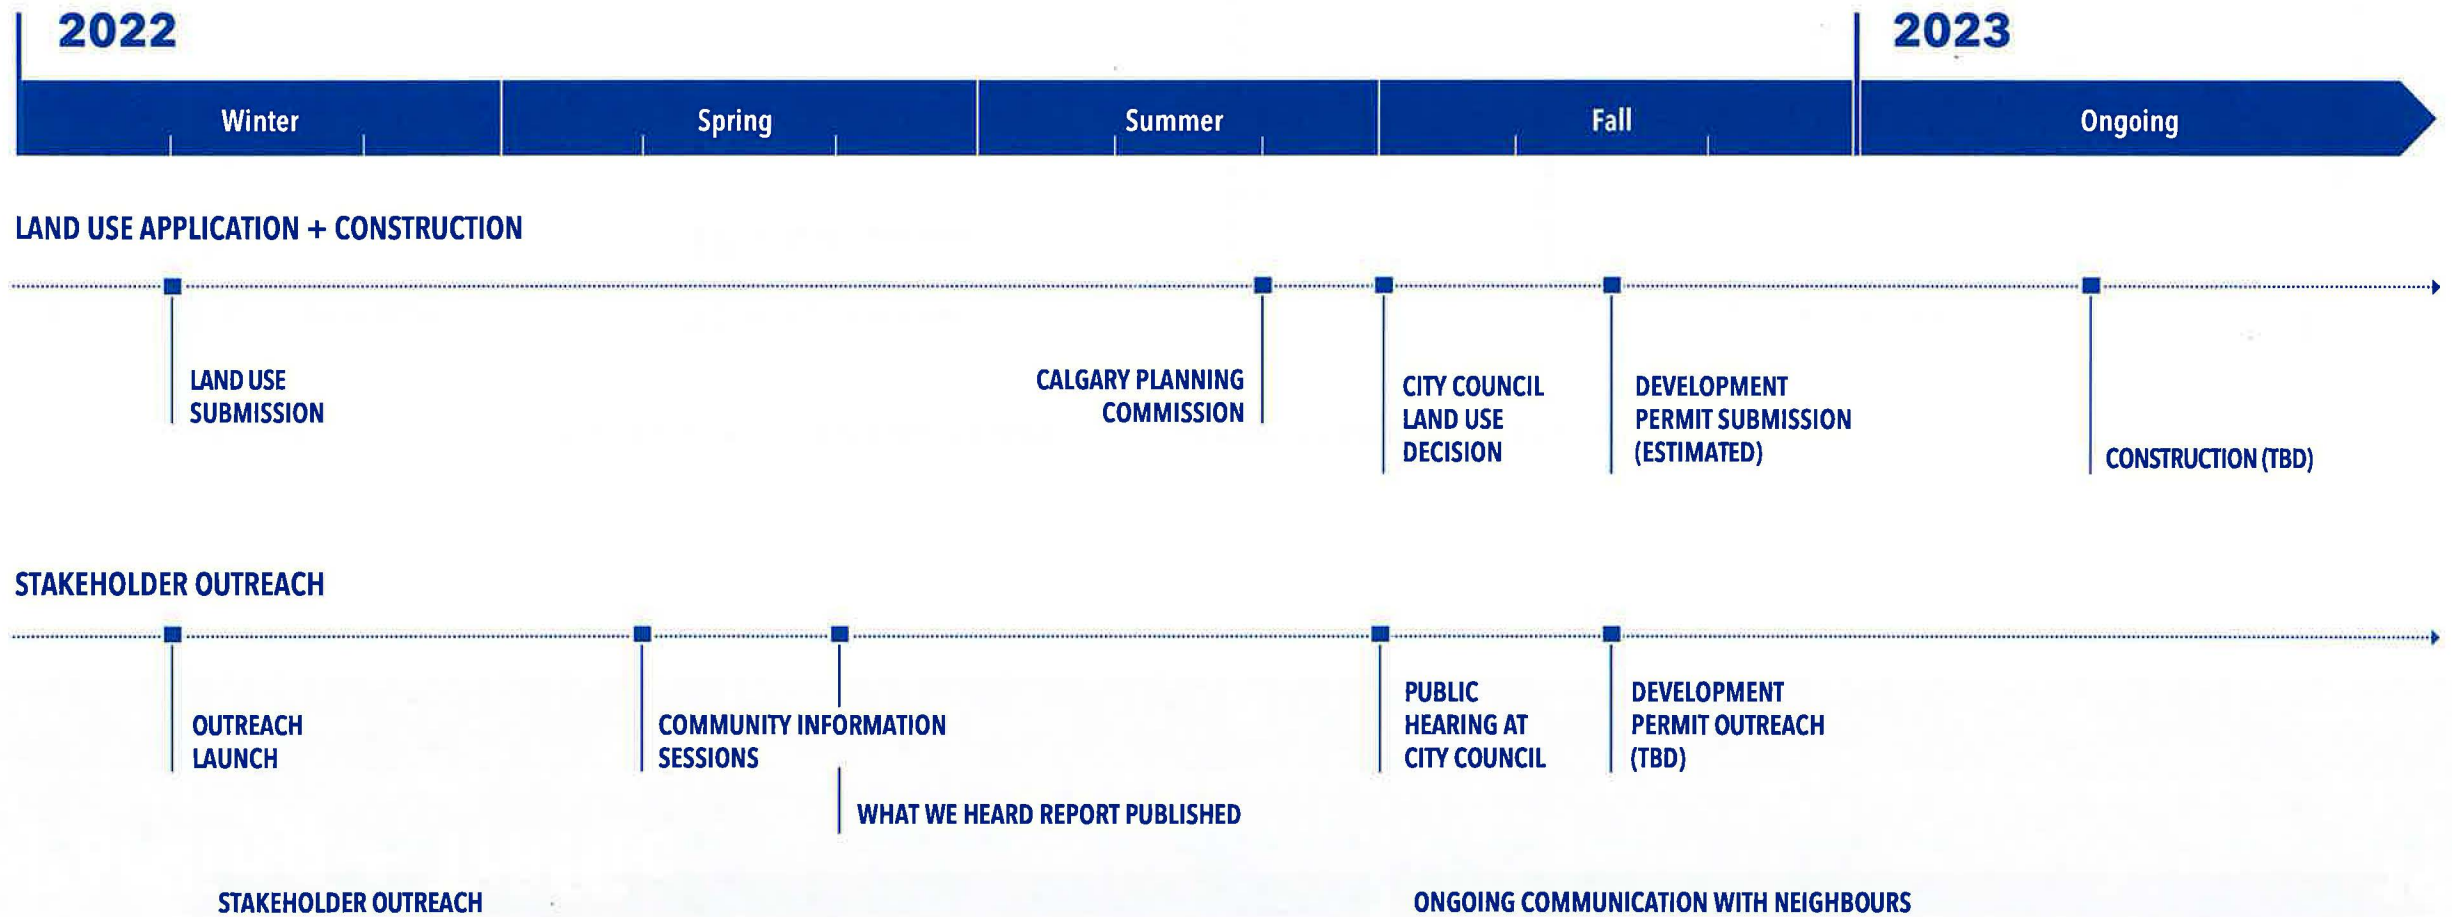 2022
2023
Winter
Spring
Summer
Fall
Ongoing
LAND USE APPLICATION + CONSTRUCTION
LAND USE
SUBMISSION
CALGARY PLANNING
COMMISSION
CITY COUNCIL
LAND USE
DECISION
DEVELOPMENT
PERMIT SUBMISSION
(ESTIMATED)
CONSTRUCTION (TBD)
STAKEHOLDER OUTREACH
OUTREACH
LAUNCH
COMMUNITY INFORMATION
SESSIONS
WHAT WE HEARD REPORT PUBLISHED
PUBLIC
HEARING AT
CITY COUNCIL
DEVELOPMENT
PERMIT OUTREACH
(TBD)
STAKEHOLDER OUTREACH
ONGOING COMMUNICATION WITH NEIGHBOURS